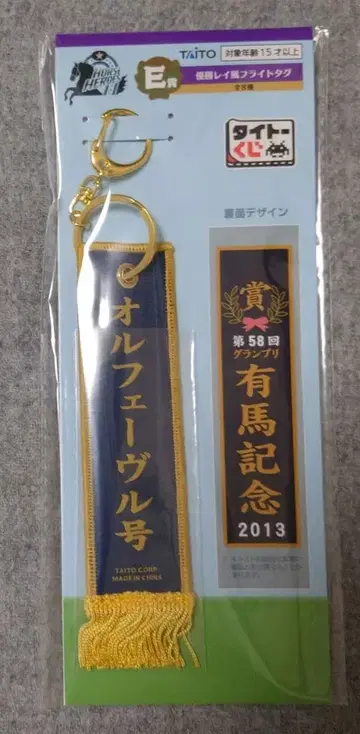 HORSE HEROES
E賞
TAITO
対象年齢15才以上
優勝レイ風フライトタグ
全8種
タイトー
くじ
裏面デザイン
オルフェーヴル号
TAITO CORP.
MADE IN CHINA
賞
第58回
グランプリ
有馬記念
2013